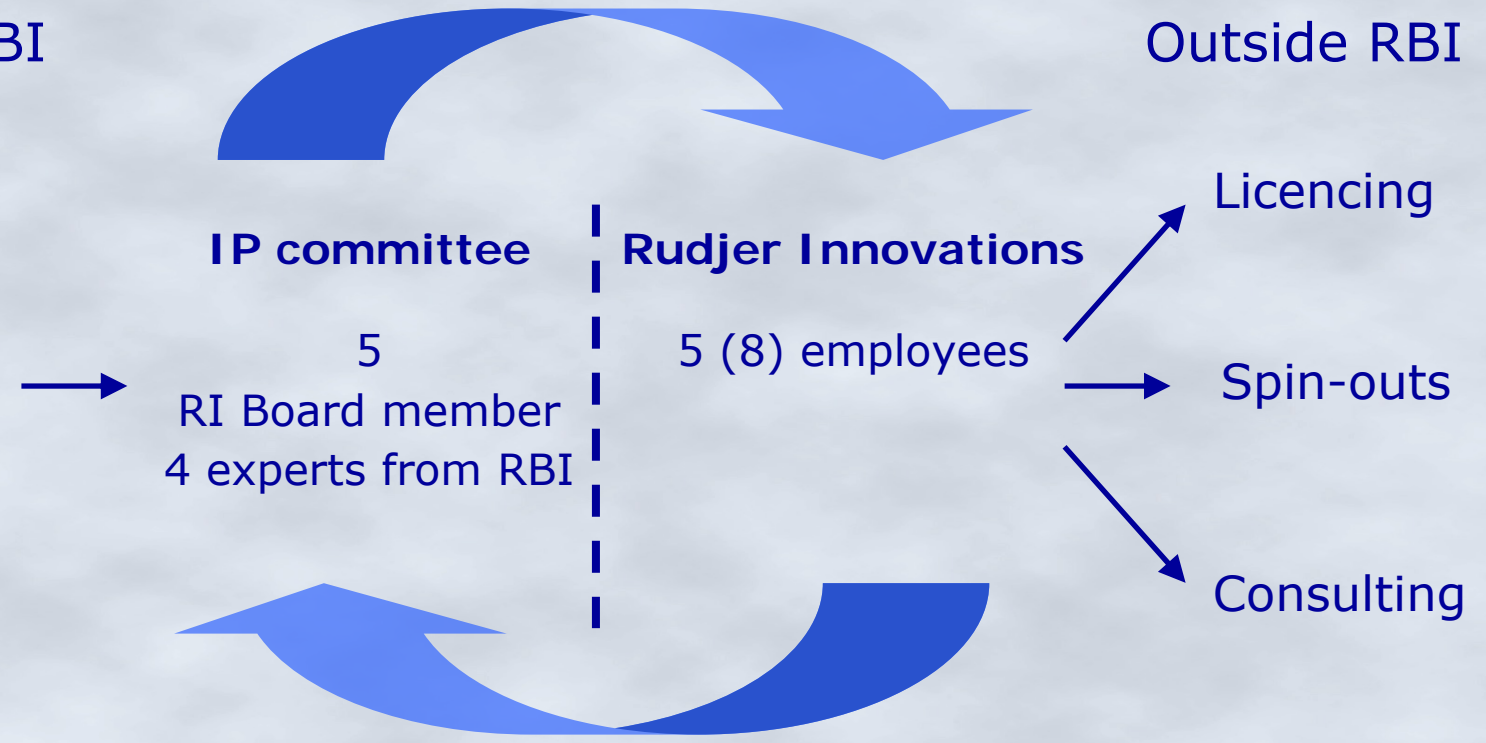 BI
Outside RBI
Licencing
IP committee
Rudjer Innovations
5
5 (8) employees
RI Board member
4 experts from RBI
Spin-outs
Consulting